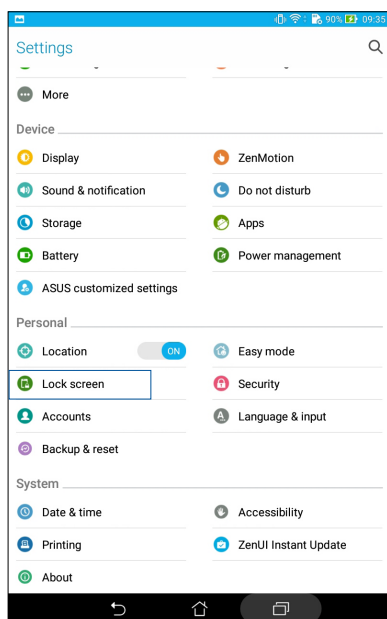 90% 09:35
Settings
More
Device
Display ZenMotion
Sound & notification Do not disturb
Storage Apps
Battery Power management
ASUS customized settings
Personal
Location ON Easy mode
Lock screen Security
Accounts Language & input
Backup & reset
System
Date & time Accessibility
Printing ZenUI Instant Update
About